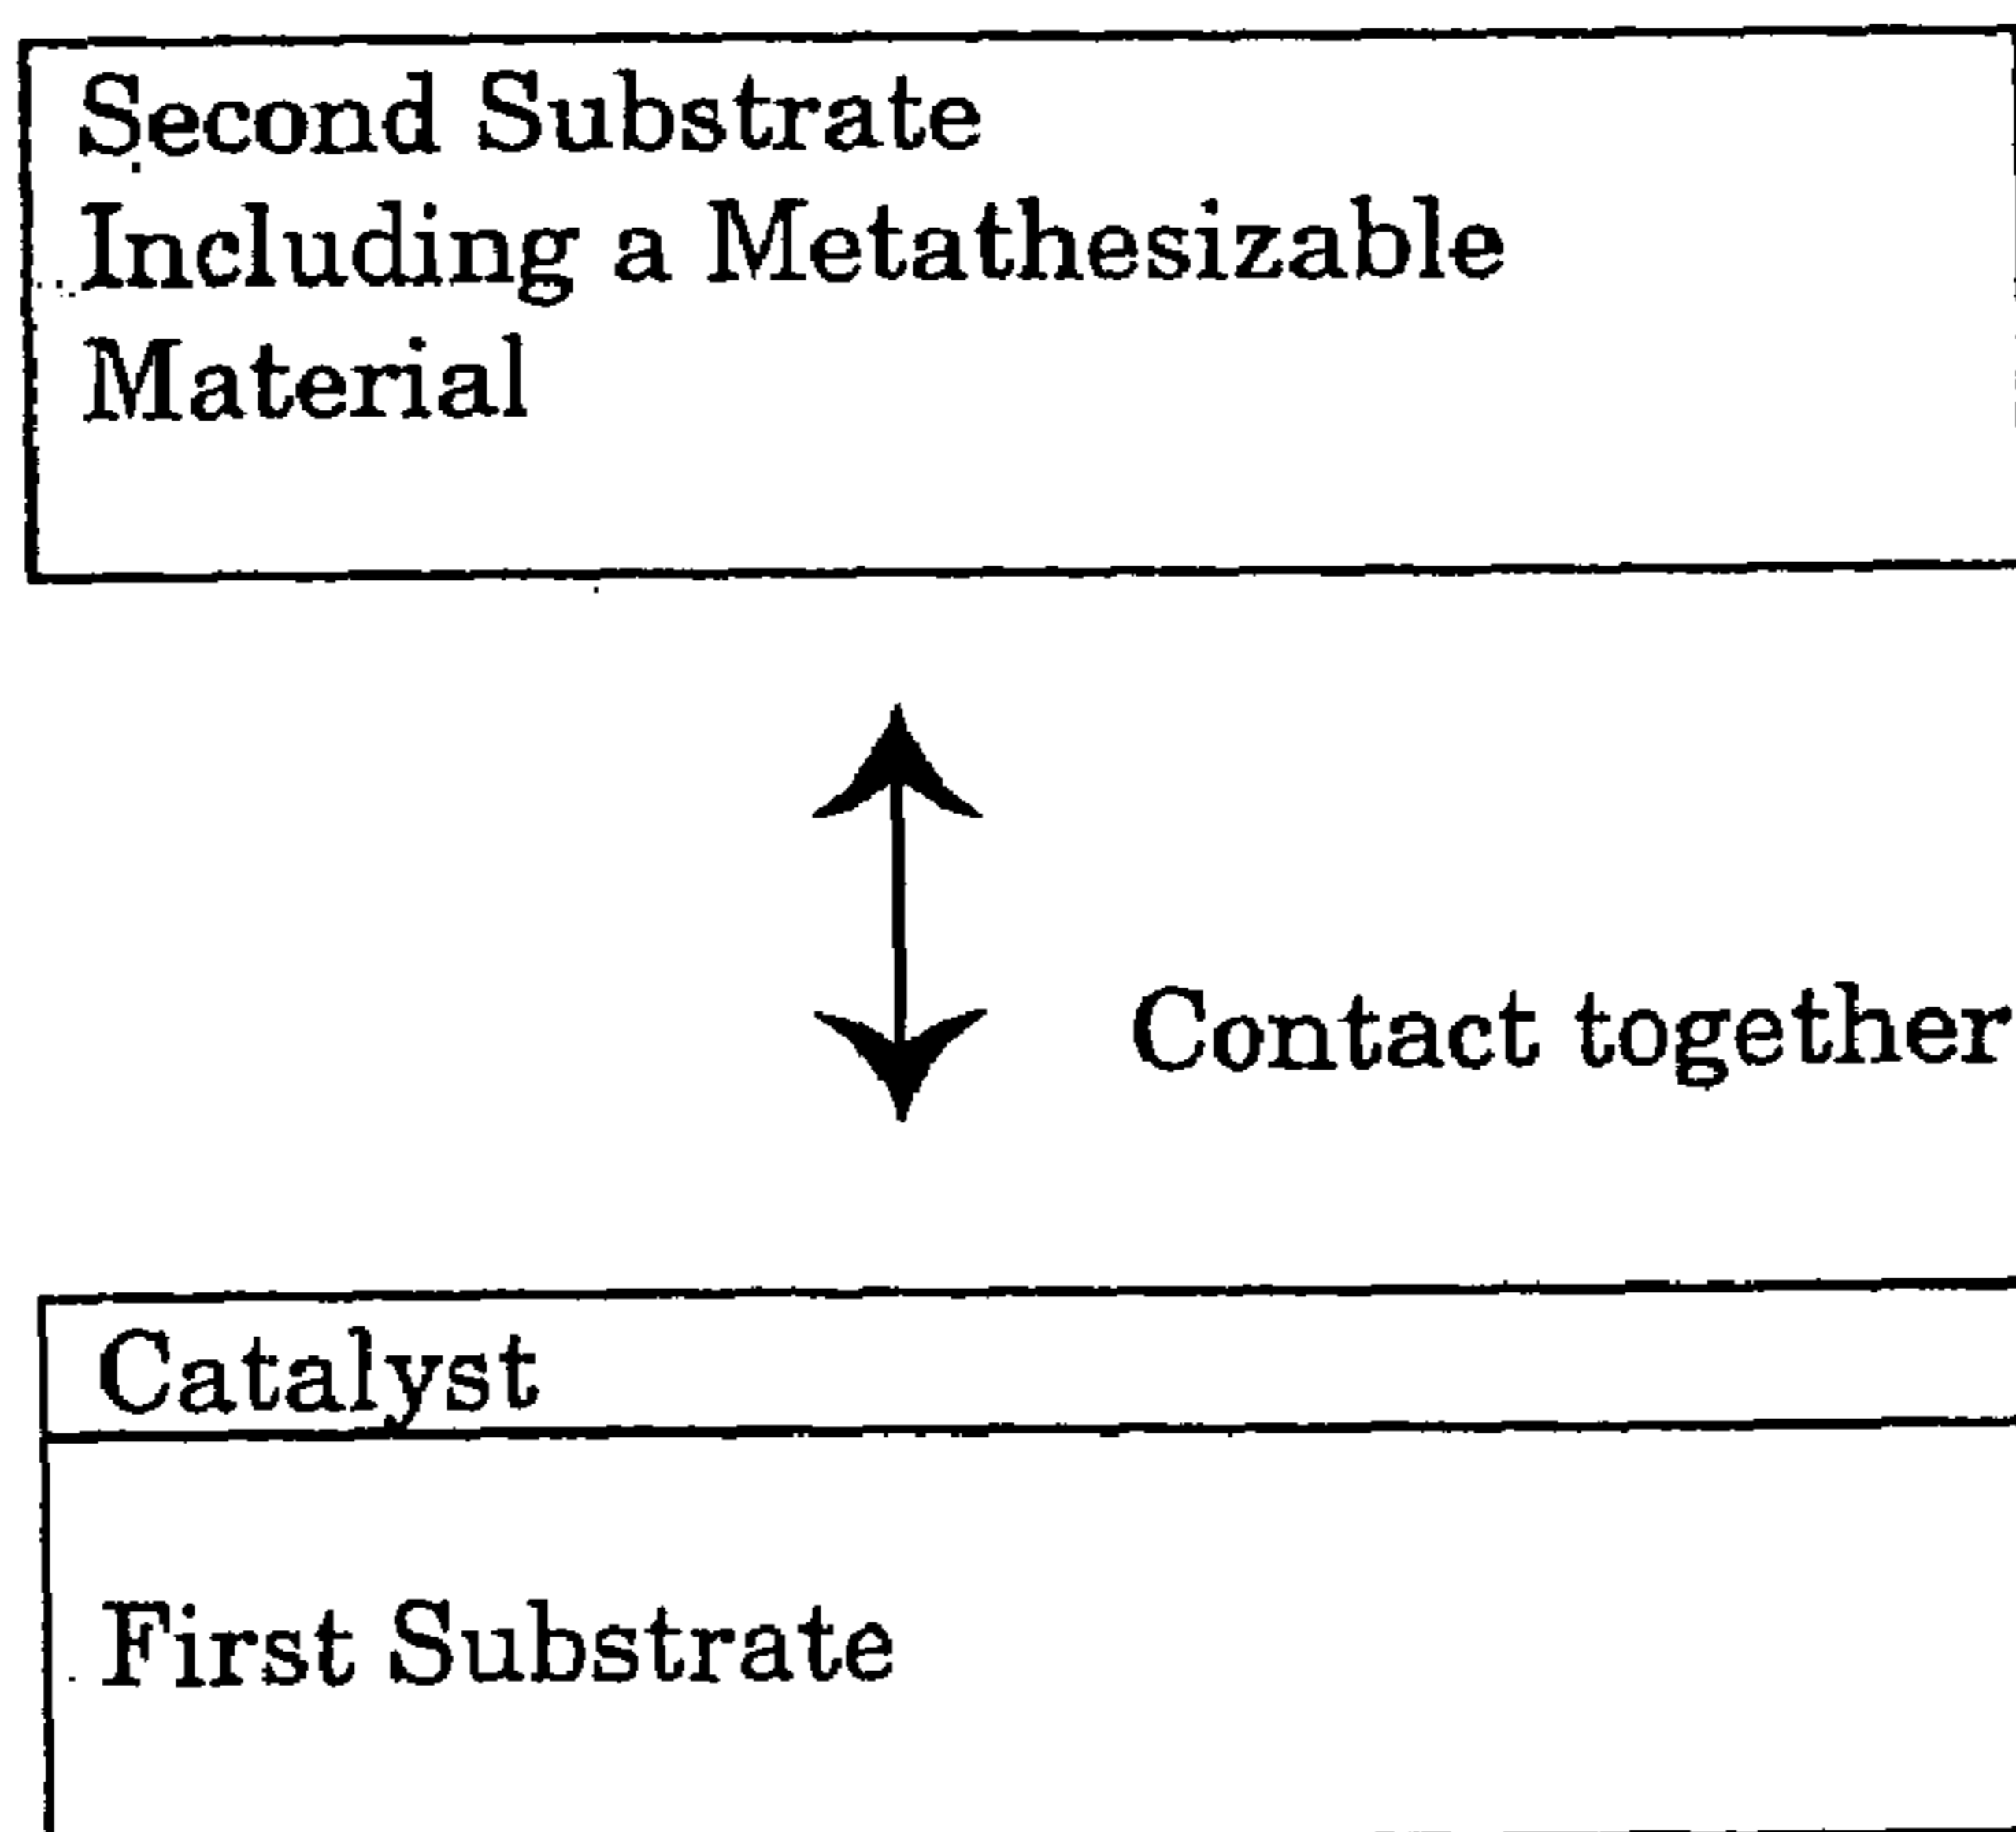 Second Substrate
Including a Metathesizable
Material
Contact together
Catalyst
First Substrate